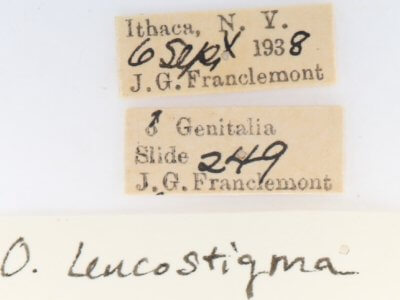 Ithaca, N. Y.
6 Sept 1938
J. G. Franclemont
♂ Genitalia
Slide 249
J. G. Franclemont
O. leucostigma